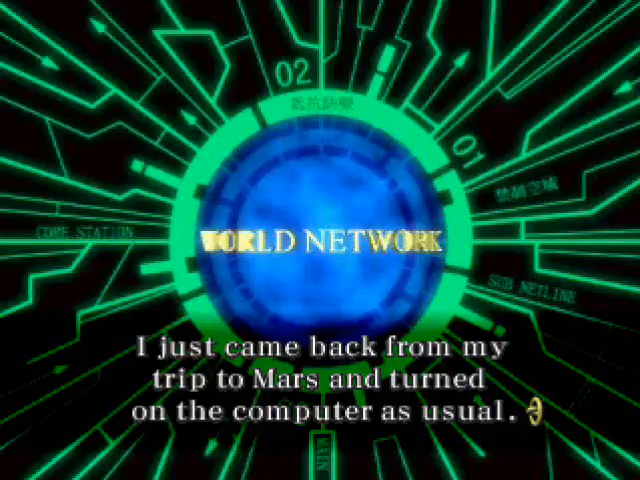 02
01
CORE STATION
WORLD NETWORK
SUB NETLINE
I just came back from my
trip to Mars and turned
on the computer as usual.
MAIN